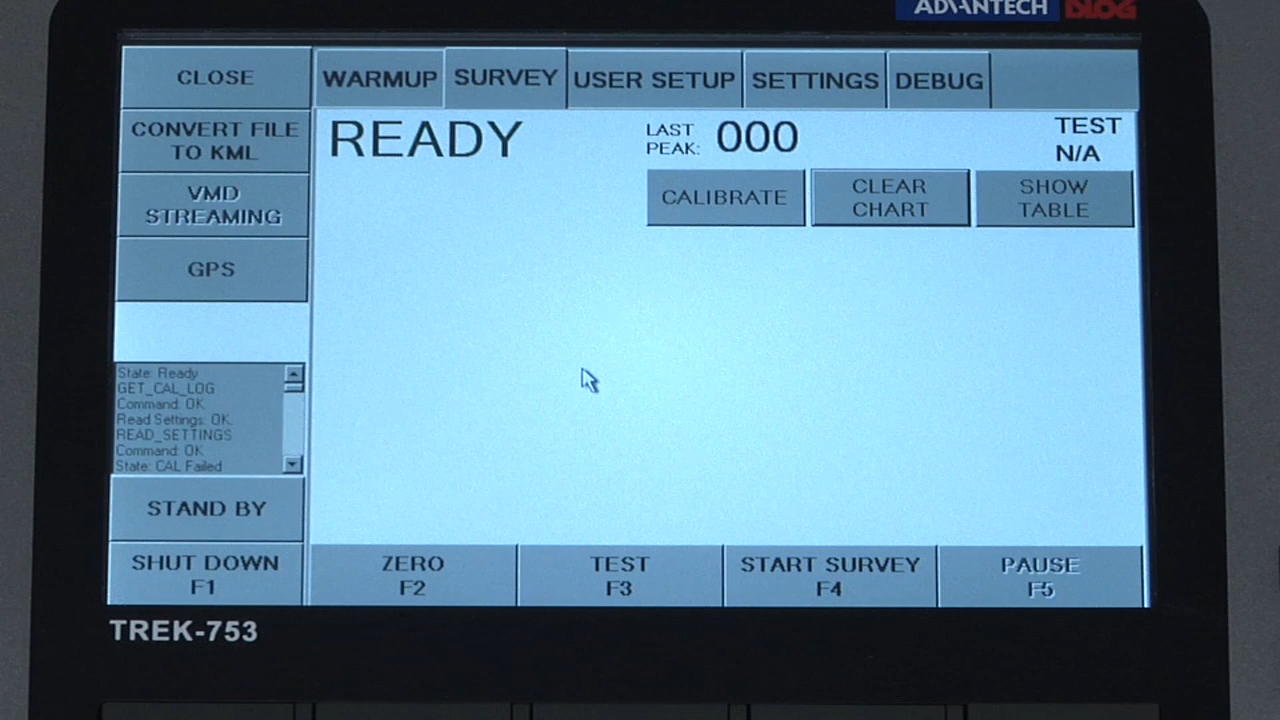 ADVANTECH DLOG
CLOSE
WARMUP
SURVEY
USER SETUP
SETTINGS
DEBUG
CONVERT FILE
TO KML
VMD
STREAMING
GPS
READY
LAST
PEAK:
000
TEST
N/A
CALIBRATE
CLEAR
CHART
SHOW
TABLE
State: Ready
GET_CAL_LOG
Command: OK
Read Settings: OK.
READ_SETTINGS
Command: OK
State: CAL Failed
STAND BY
SHUT DOWN
F1
ZERO
F2
TEST
F3
START SURVEY
F4
PAUSE
F5
TREK-753